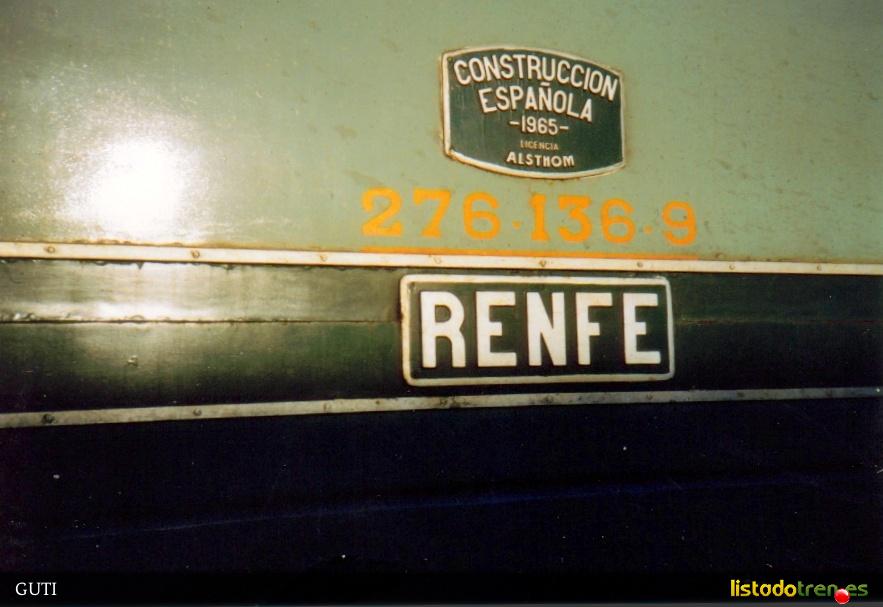 CONSTRUCCION
ESPAÑOLA
-1965-
LICENCIA
ALSTHOM
276·136·9
RENFE
GUTI
listadotren.es